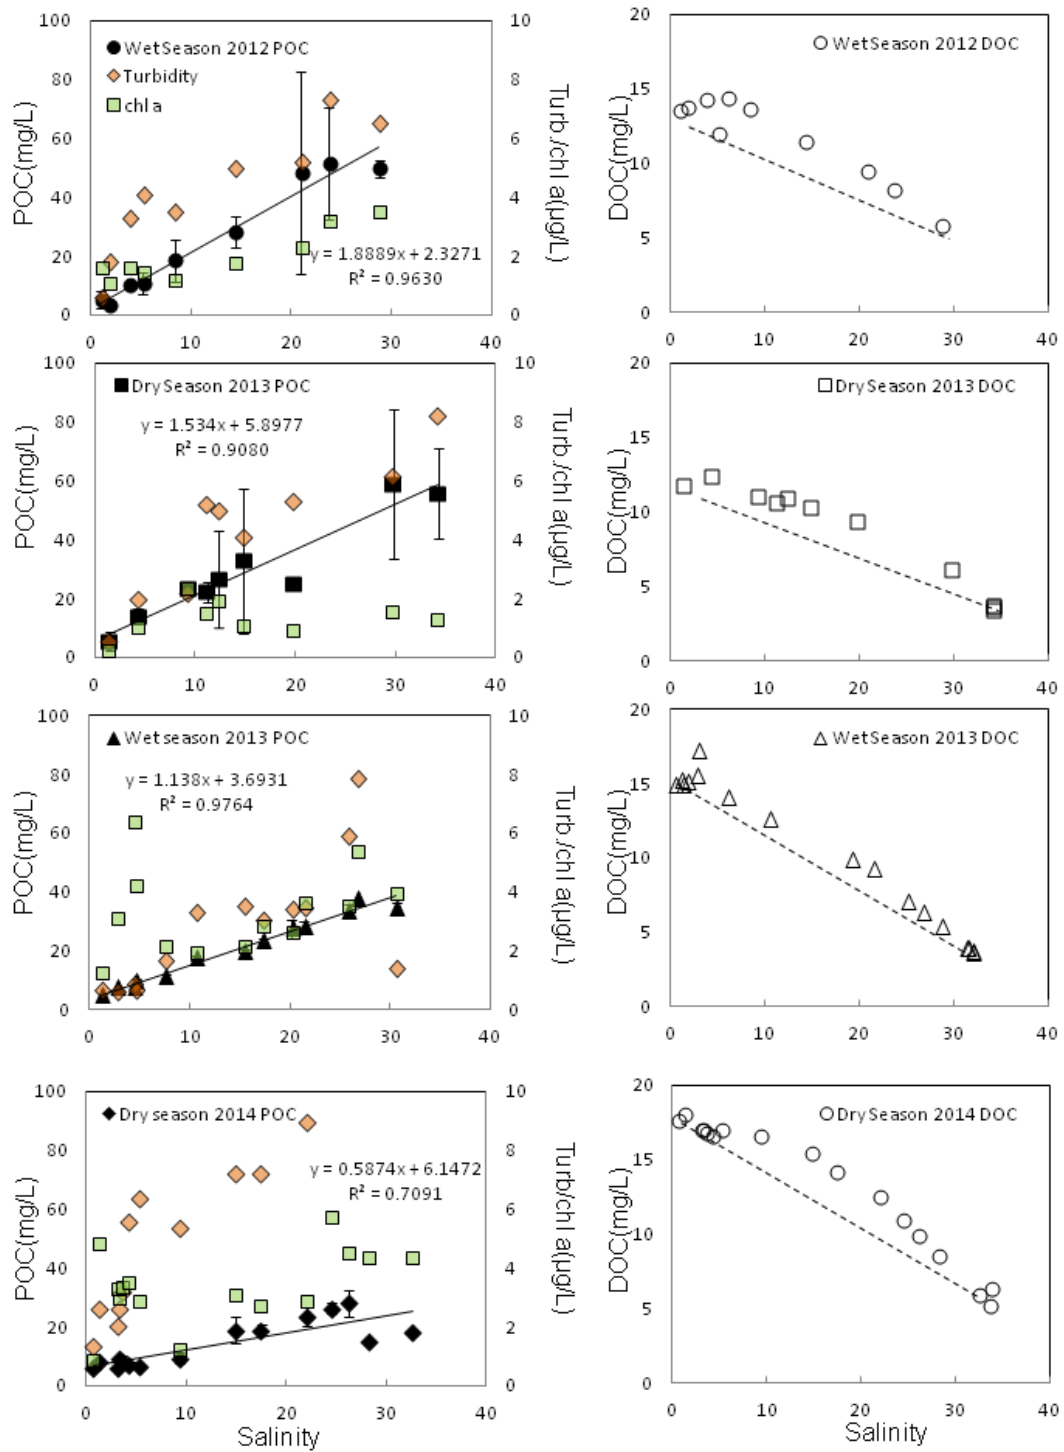 100
80
60
40
20
0
POC(mg/L)
Wet Season 2012 POC
Turbidity
chl a
y = 1.8889x + 2.3271
R² = 0.9630
10
8
6
4
2
0
Turb./chl a(µg/L)
0 10 20 30 40
20
15
10
5
0
DOC(mg/L)
Wet Season 2012 DOC
0 10 20 30 40
100
80
60
40
20
0
POC(mg/L)
Dry Season 2013 POC
y = 1.534x + 5.8977
R² = 0.9080
10
8
6
4
2
0
Turb./chl a(µg/L)
0 10 20 30 40
20
15
10
5
0
DOC(mg/L)
Dry Season 2013 DOC
0 10 20 30 40
100
80
60
40
20
0
POC(mg/L)
Wet season 2013 POC
y = 1.138x + 3.6931
R² = 0.9764
10
8
6
4
2
0
Turb./chl a(µg/L)
0 10 20 30 40
20
15
10
5
0
DOC(mg/L)
Wet Season 2013 DOC
0 10 20 30 40
100
80
60
40
20
0
POC(mg/L)
Dry season 2014 POC
y = 0.5874x + 6.1472
R² = 0.7091
10
8
6
4
2
0
Turb/chl a(µg/L)
0 10 20 30 40
Salinity
20
15
10
5
0
DOC(mg/L)
Dry Season 2014 DOC
0 10 20 30 40
Salinity